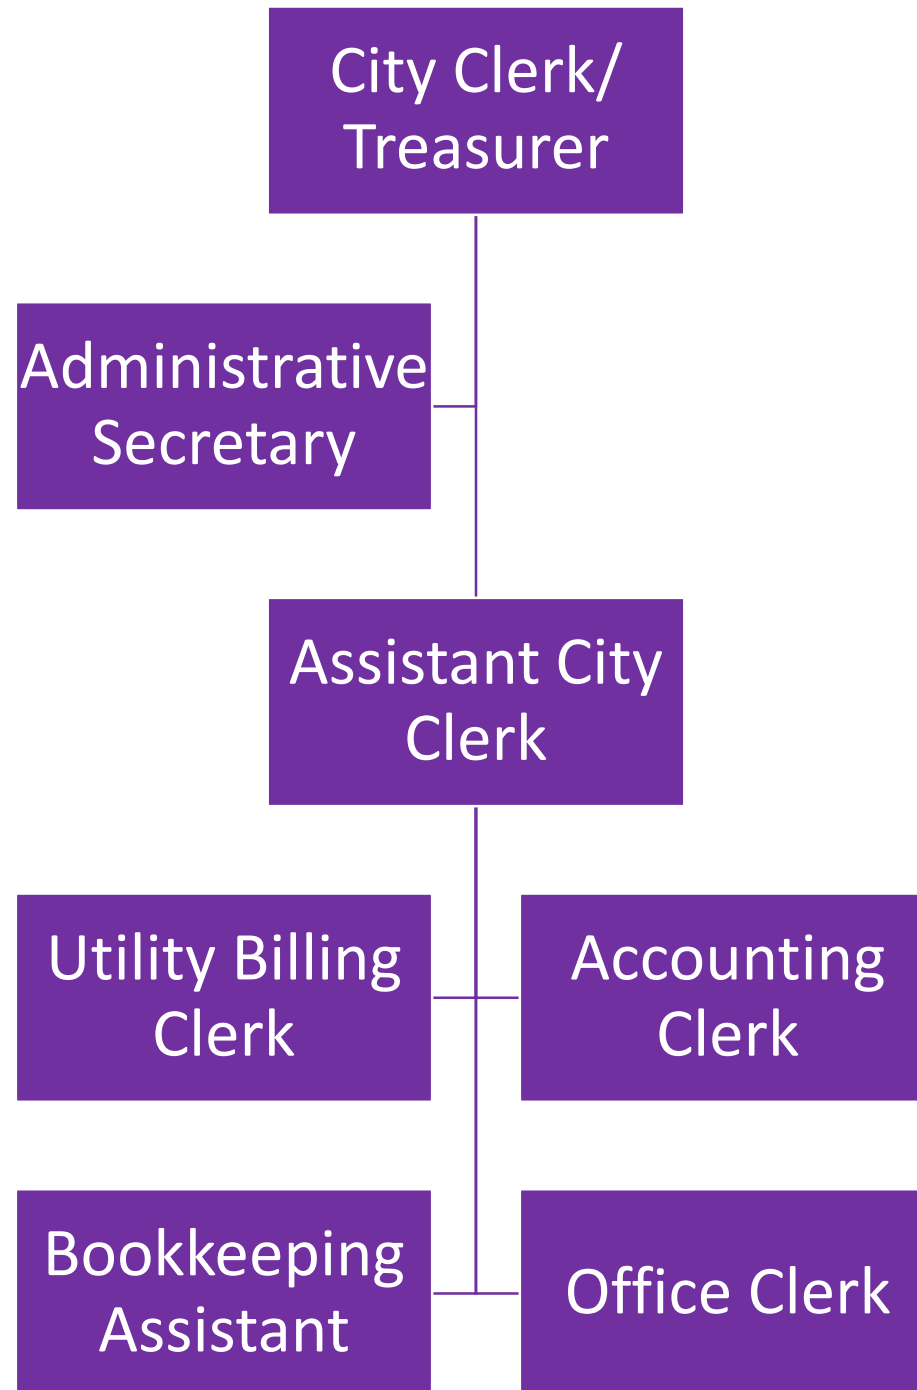 City Clerk/
Treasurer
Administrative
Secretary
Assistant City
Clerk
Utility Billing
Clerk
Accounting
Clerk
Bookkeeping
Assistant
Office Clerk